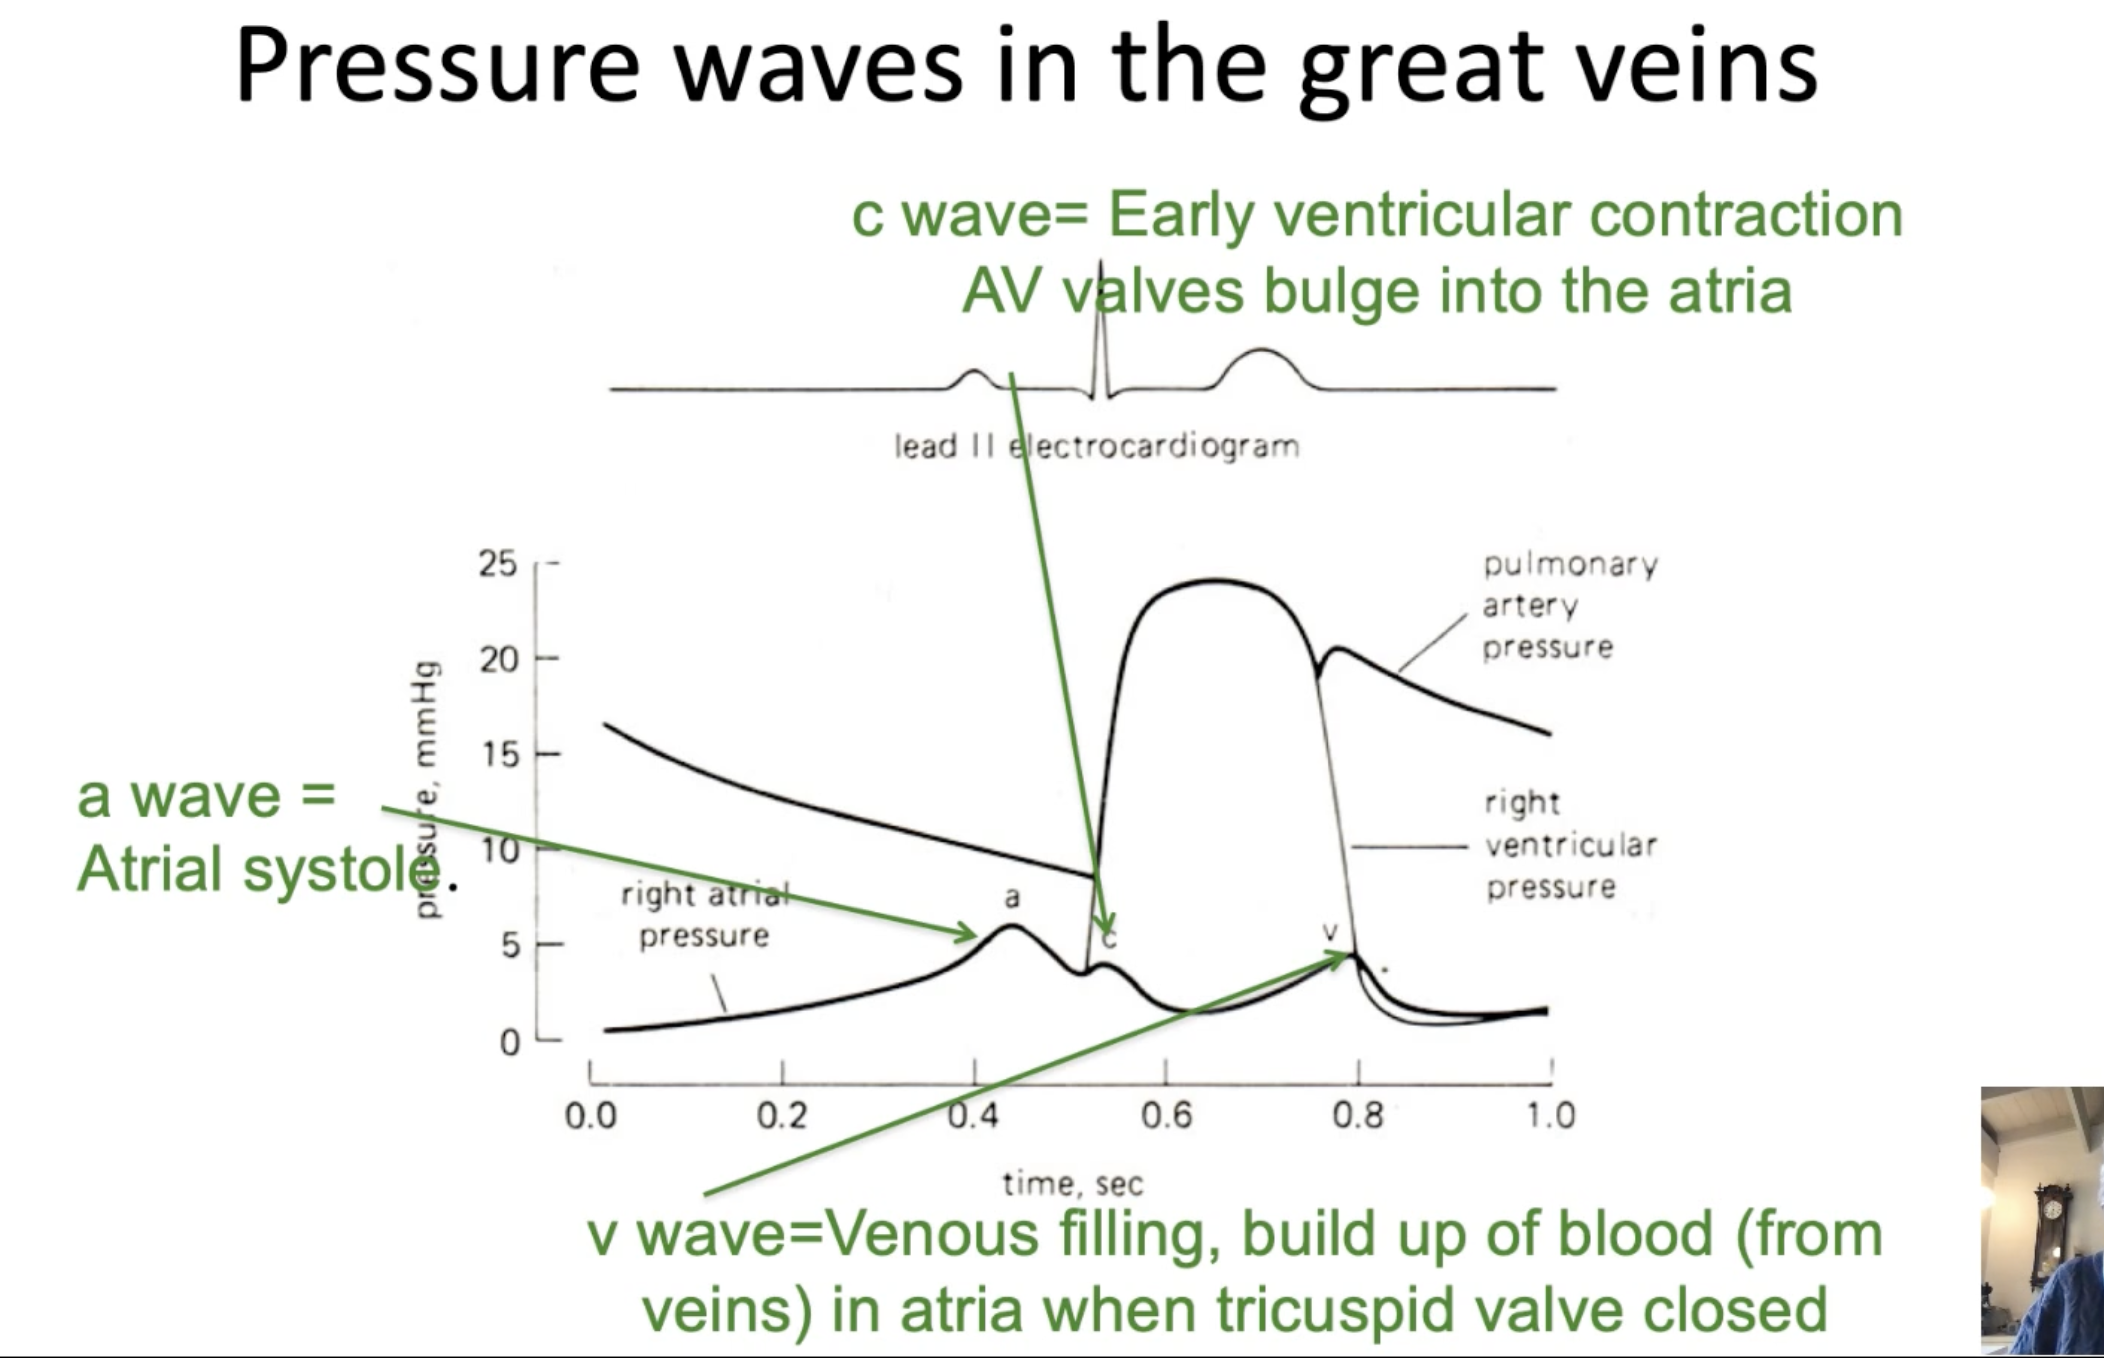 Pressure waves in the great veins
c wave= Early ventricular contraction
AV valves bulge into the atria
lead II electrocardiogram
25
20
15
10
5
0
pressure, mmHg
pulmonary
artery
pressure
right
ventricular
pressure
a wave =
Atrial systole.
right atrial
pressure
a
c
v
0.0 0.2 0.4 0.6 0.8 1.0
time, sec
v wave=Venous filling, build up of blood (from
veins) in atria when tricuspid valve closed